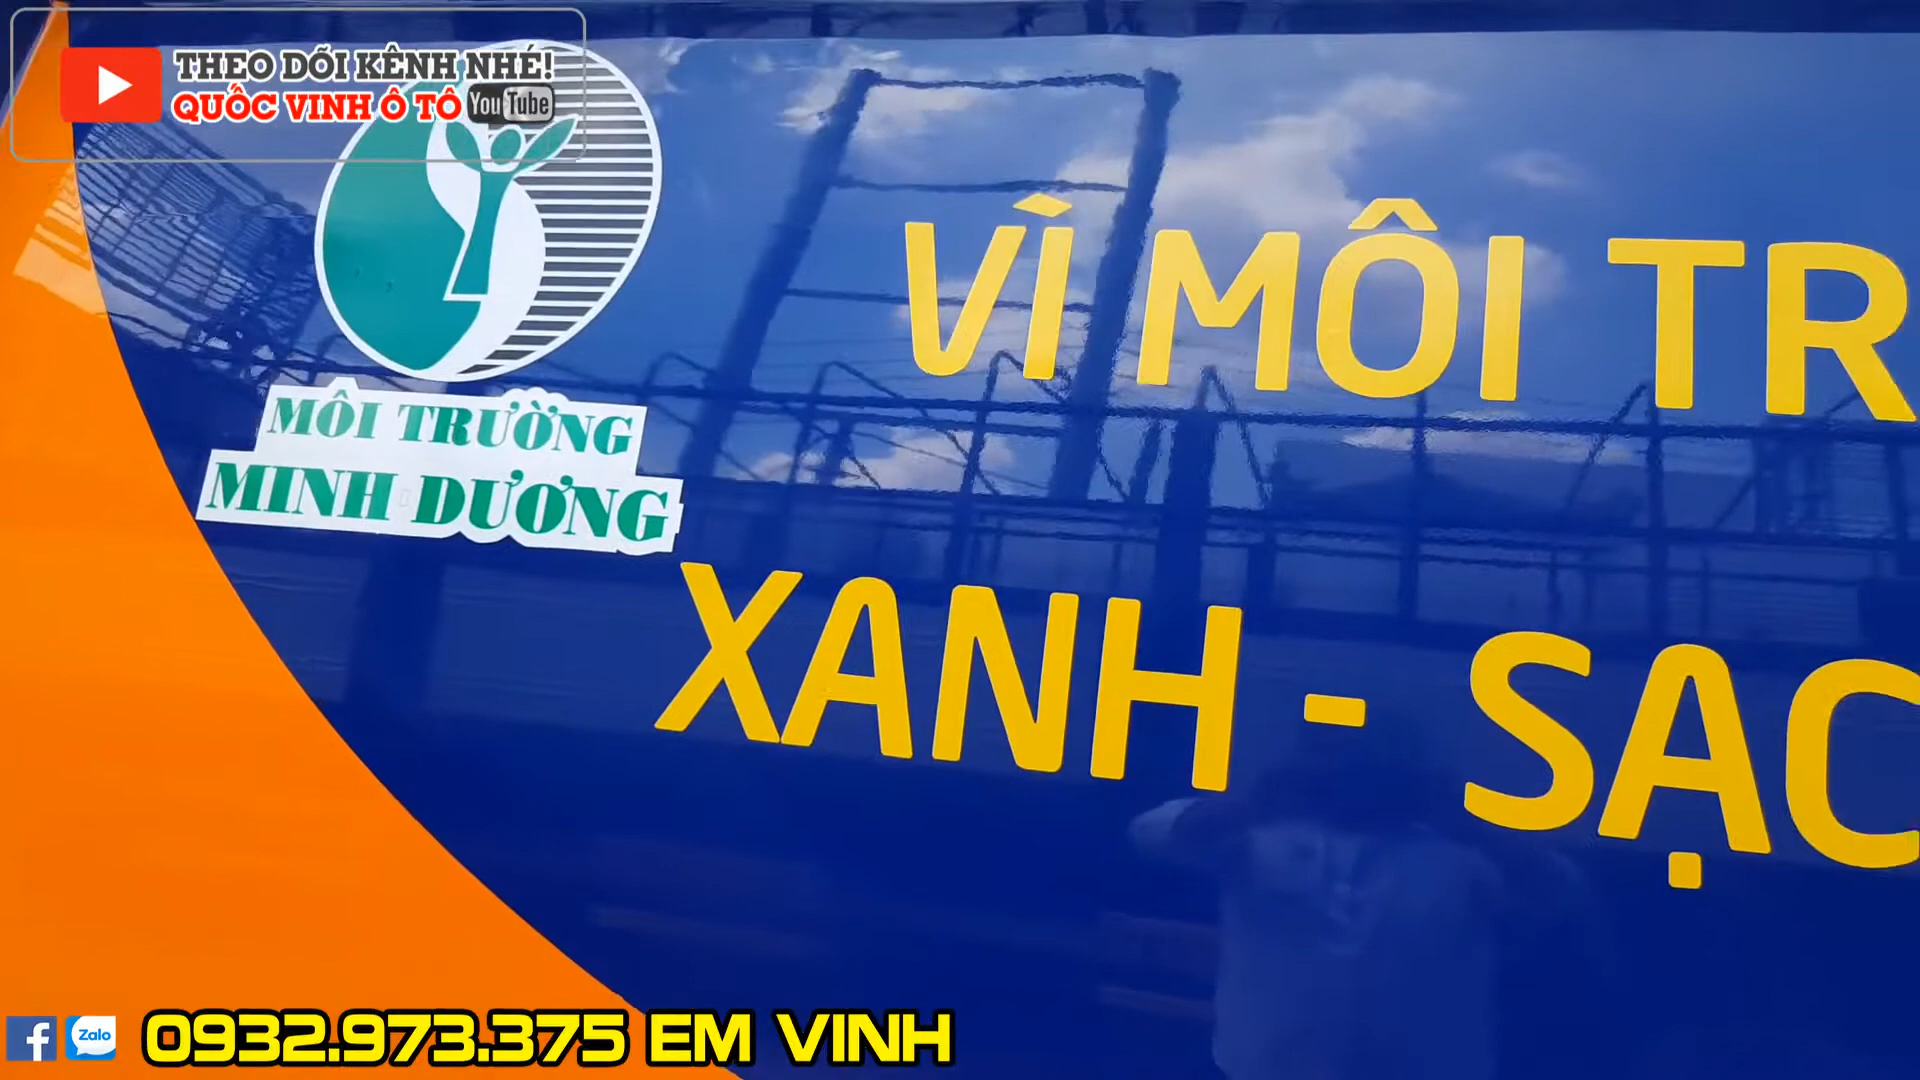 THEO DÕI KÊNH NHÉ!
QUỐC VINH Ô TÔ YouTube
MÔI TRƯỜNG
MINH DƯƠNG
VÌ MÔI TR
XANH - SẠC
Zalo
0932.973.375 EM VINH